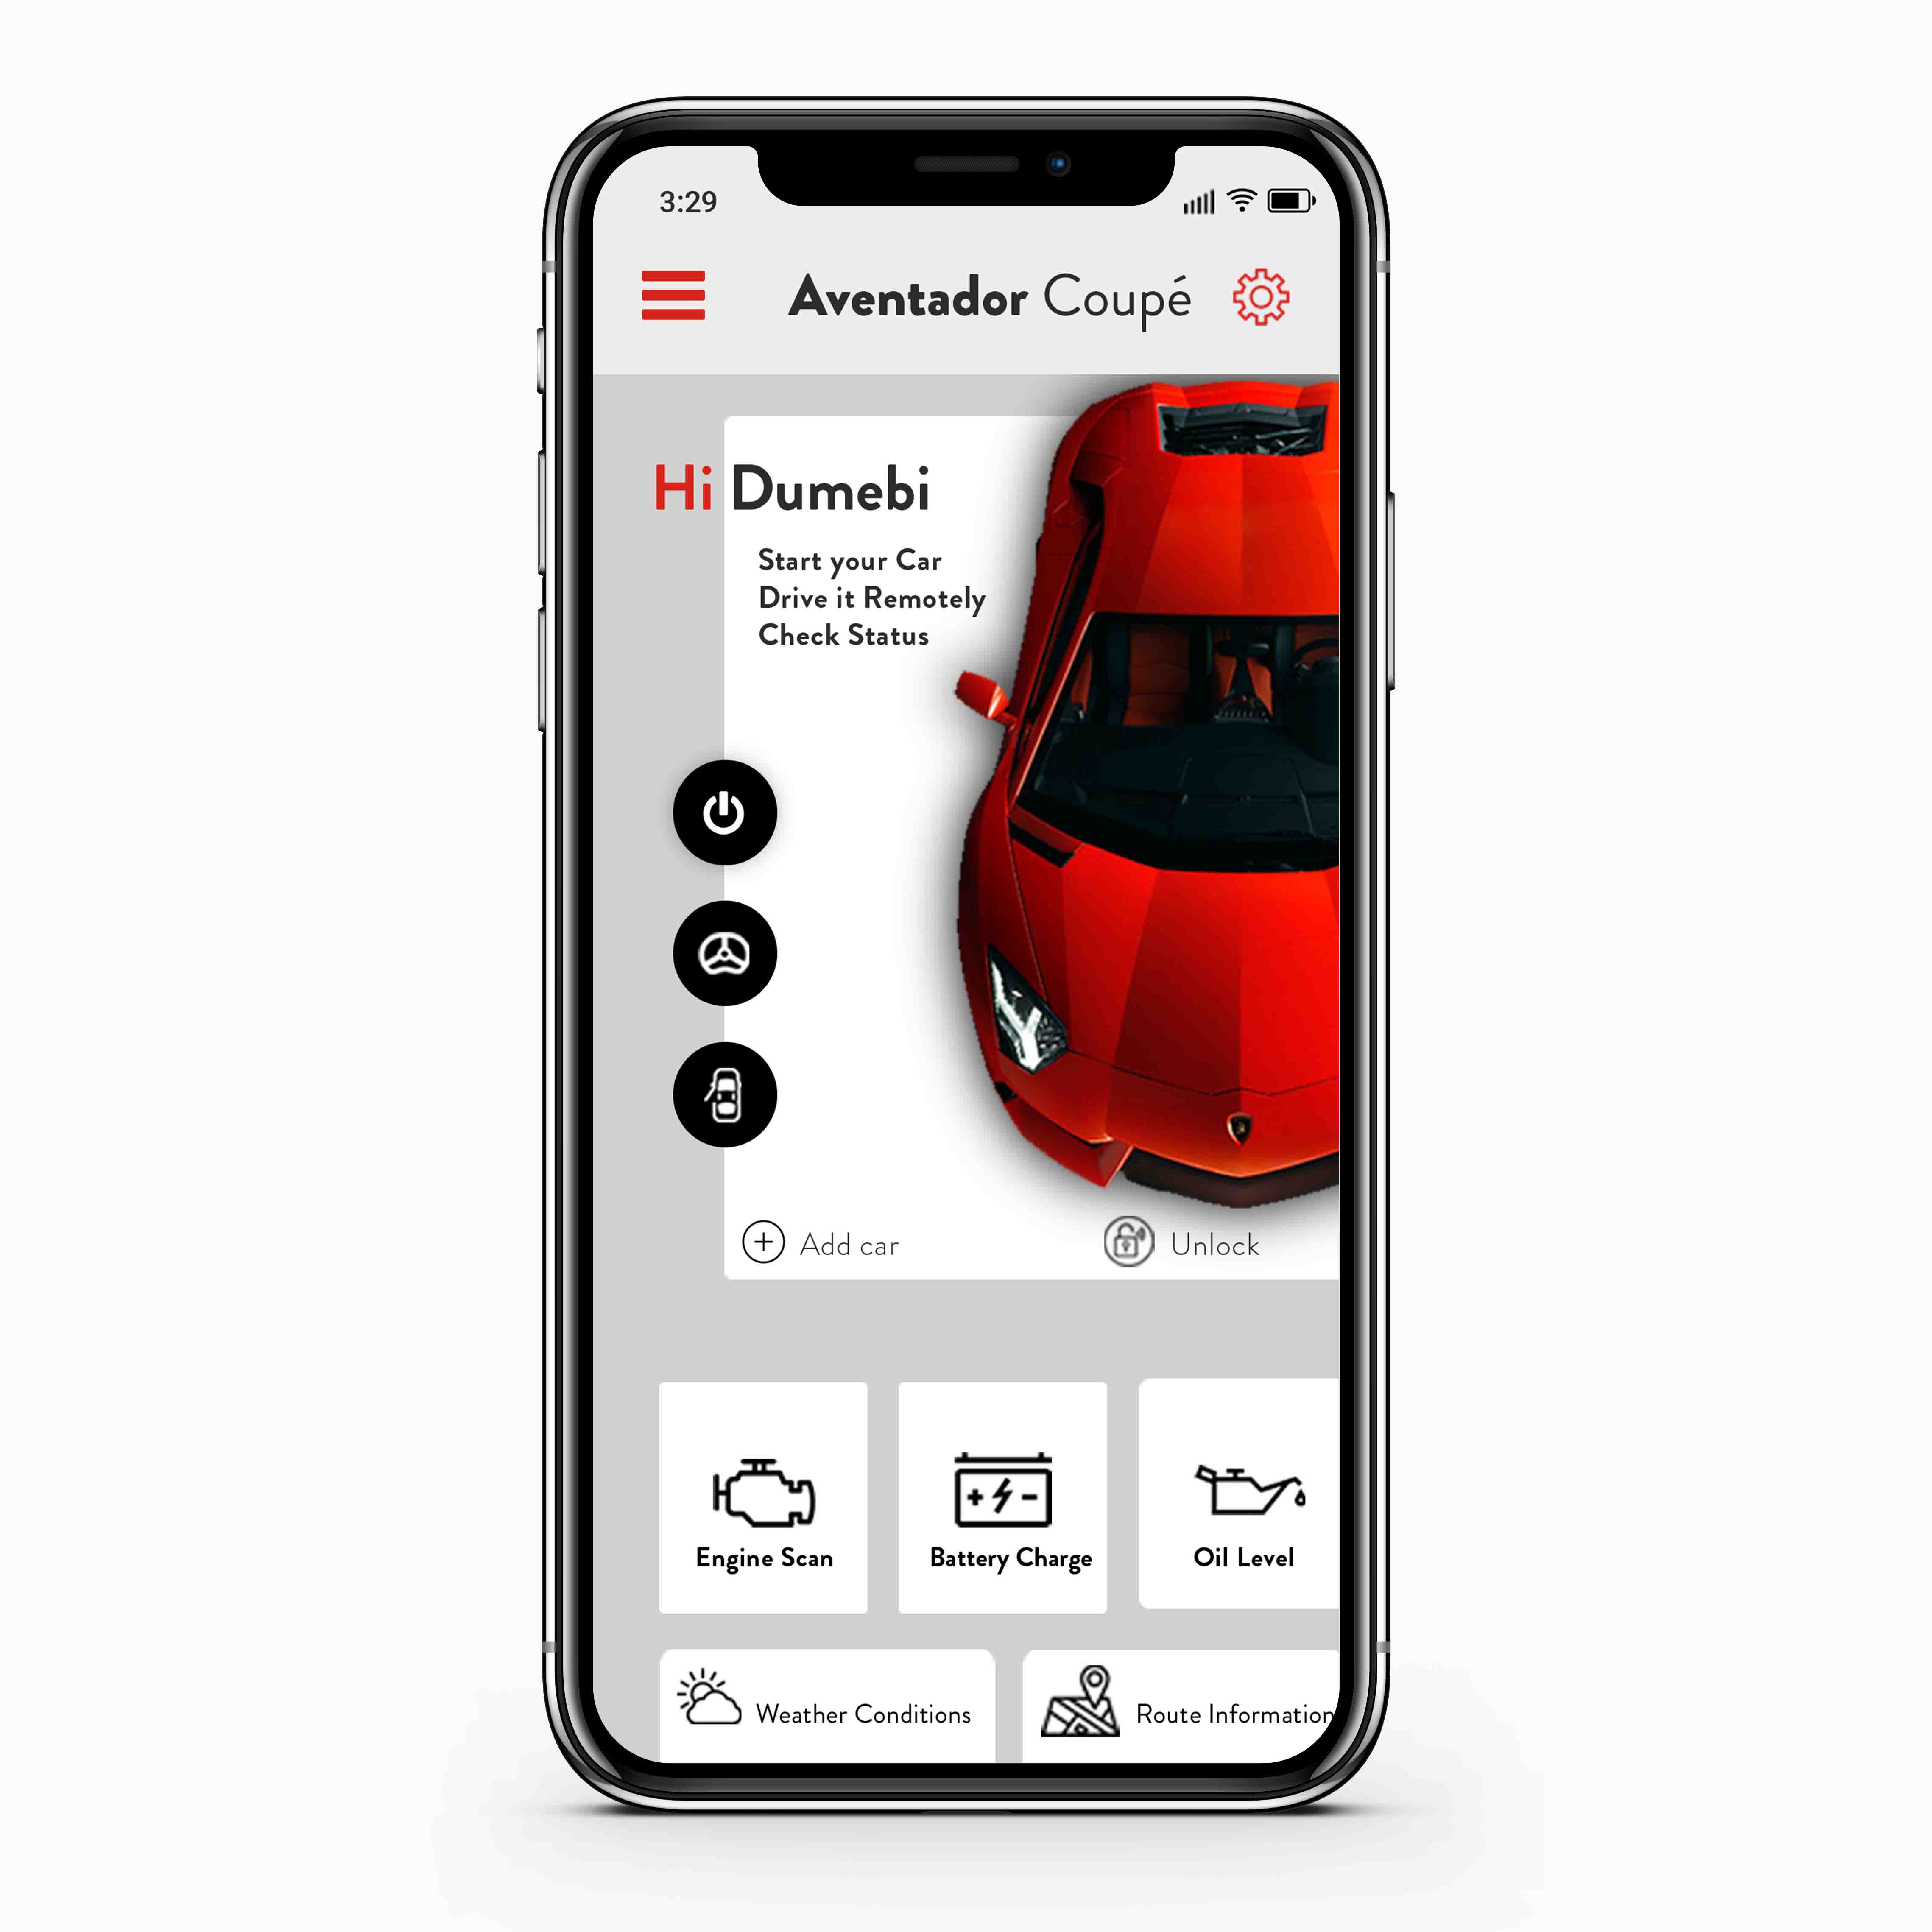 3:29
Aventador Coupé
Hi Dumebi
Start your Car
Drive it Remotely
Check Status
Add car
Unlock
Engine Scan
Battery Charge
Oil Level
Weather Conditions
Route Information